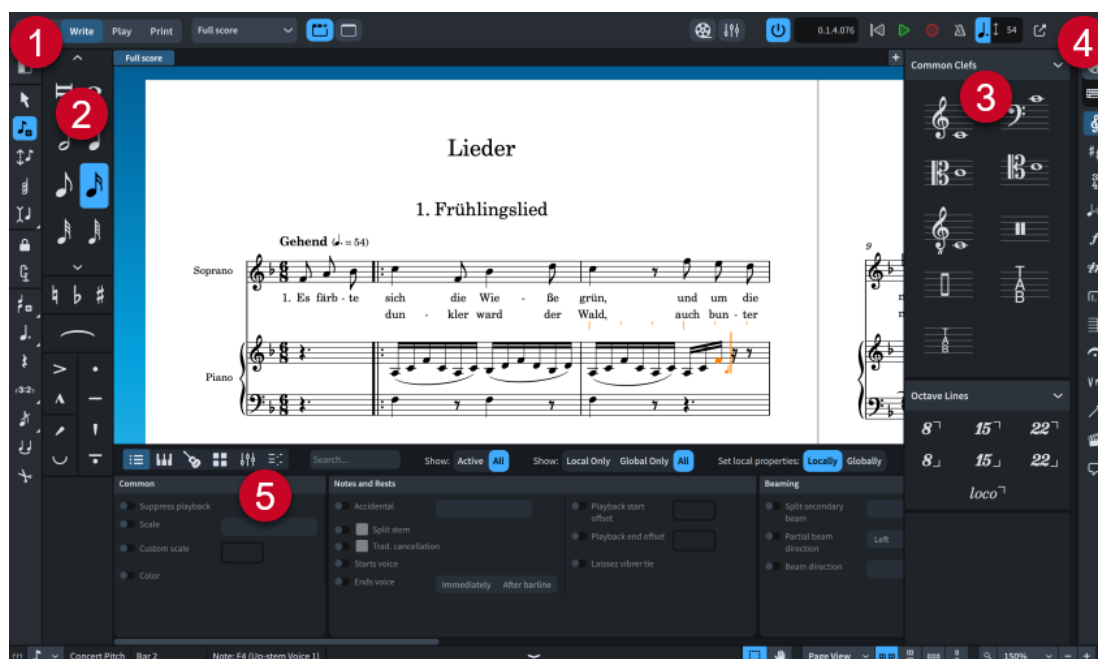 1
Write Play Print Full score 0.1.4.076 54
4
Full score
Common Clefs
2
3
Lieder
1. Frühlingslied
Gehend (♩. = 54)
9
Soprano
1. Es färb - te sich die Wie - ße grün, und um die
dun - kler ward der Wald, auch bun - ter
Piano
3:2
Octave Lines
8 15 22
8 15 22
loco
Search... Show: Active All Show: Local Only Global Only All Set local properties: Locally Globally
5
Common Notes and Rests Beaming
Suppress playback Accidental Playback start offset Split secondary beam
Scale Split stem Playback end offset Partial beam direction Left
Custom scale Trad. cancellation
Starts voice Laissez vibrer tie Beam direction
Color Ends voice Immediately After barline
Concert Pitch Bar 2 Note: F4 (Up-stem Voice 1) Page View 150%